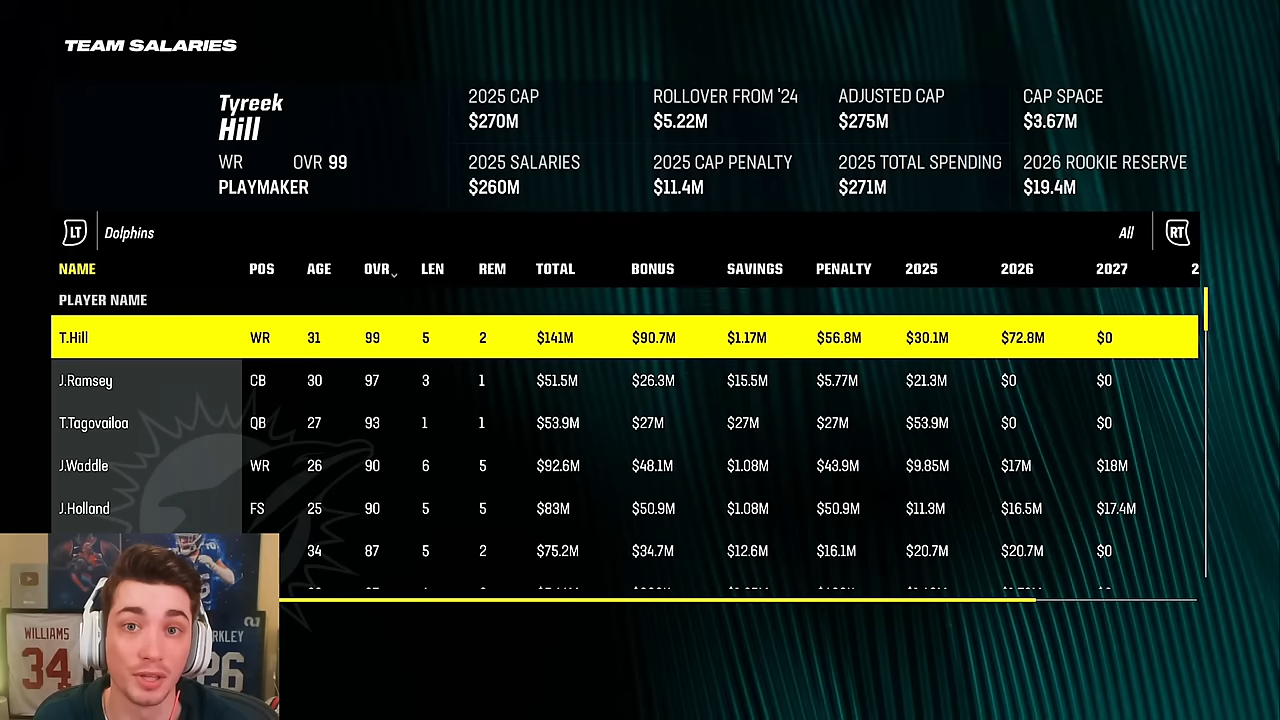 TEAM SALARIES
Tyreek
Hill
WR OVR 99
PLAYMAKER
2025 CAP ROLLOVER FROM '24 ADJUSTED CAP CAP SPACE
$270M $5.22M $275M $3.67M
2025 SALARIES 2025 CAP PENALTY 2025 TOTAL SPENDING 2026 ROOKIE RESERVE
$260M $11.4M $271M $19.4M
LT Dolphins All RT
NAME POS AGE OVR LEN REM TOTAL BONUS SAVINGS PENALTY 2025 2026 2027 2
PLAYER NAME
T.Hill WR 31 99 5 2 $141M $90.7M $1.17M $56.8M $30.1M $72.8M $0
J.Ramsey CB 30 97 3 1 $51.5M $26.3M $15.5M $5.77M $21.3M $0 $0
T.Tagovailoa QB 27 93 1 1 $53.9M $27M $27M $27M $53.9M $0 $0
J.Waddle WR 26 90 6 5 $92.6M $48.1M $1.08M $43.9M $9.85M $17M $18M
J.Holland FS 25 90 5 5 $83M $50.9M $1.08M $50.9M $11.3M $16.5M $17.4M
34 87 5 2 $75.2M $34.7M $12.6M $16.1M $20.7M $20.7M $0
WILLIAMS
34
RKLEY
26